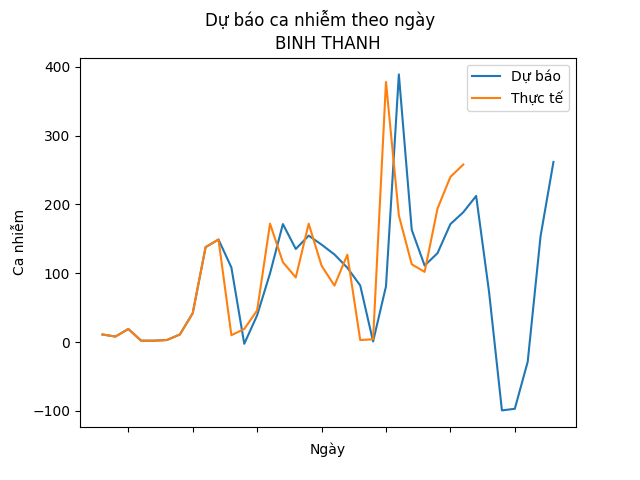 Dự báo ca nhiễm theo ngày
BINH THANH
Dự báo
Thực tế
400
300
200
100
0
−100
Ca nhiễm
Ngày